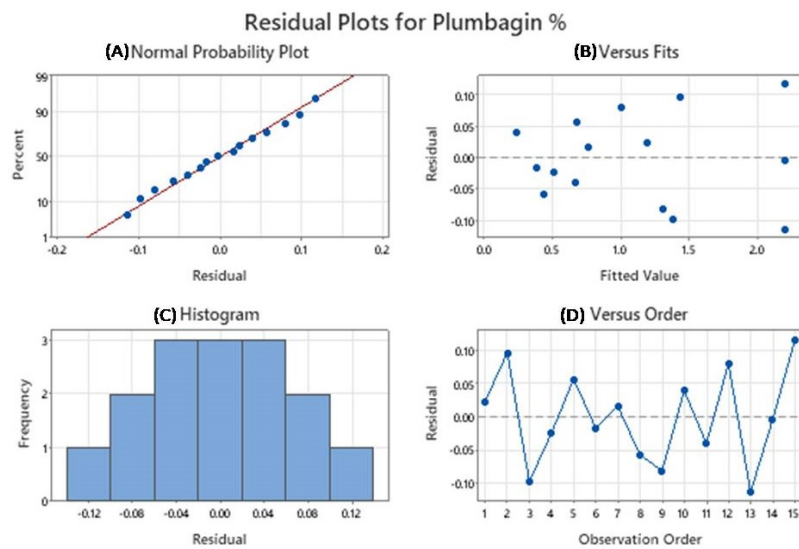 Residual Plots for Plumbagin %
(A) Normal Probability Plot
99
90
50
10
1
Percent
-0.2 -0.1 0.0 0.1 0.2
Residual
(B) Versus Fits
0.10
0.05
0.00
-0.05
-0.10
Residual
0.0 0.5 1.0 1.5 2.0
Fitted Value
(C) Histogram
3
2
1
0
Frequency
-0.12 -0.08 -0.04 0.00 0.04 0.08 0.12
Residual
(D) Versus Order
0.10
0.05
0.00
-0.05
-0.10
Residual
1 2 3 4 5 6 7 8 9 10 11 12 13 14 15
Observation Order